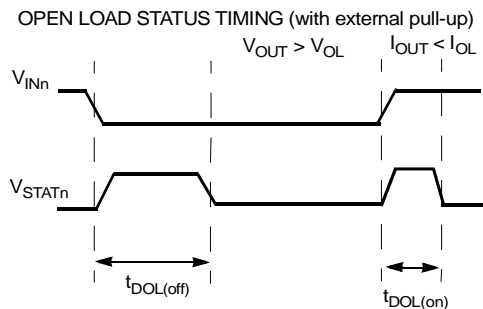 OPEN LOAD STATUS TIMING (with external pull-up)
VOUT > VOL
IOUT < IOL
VINn
VSTATn
tDOL(off)
tDOL(on)